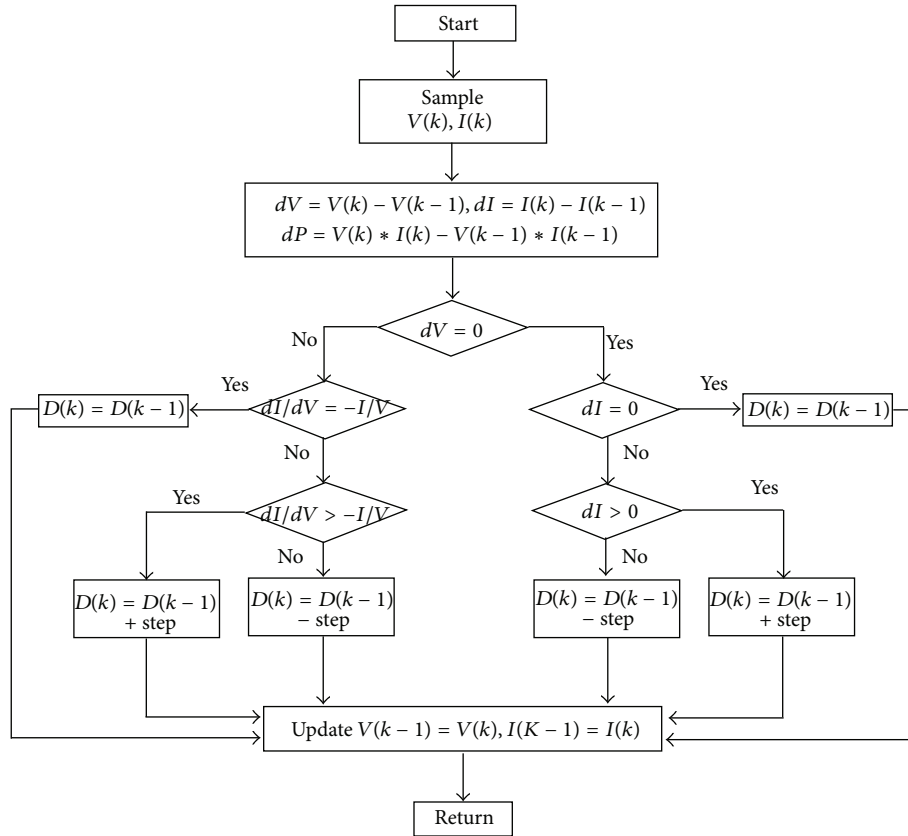 Start
Sample
V(k), I(k)
dV = V(k) − V(k − 1), dI = I(k) − I(k − 1)
dP = V(k) ∗ I(k) − V(k − 1) ∗ I(k − 1)
dV = 0
No
Yes
Yes
dI/dV = −I/V
D(k) = D(k − 1)
dI = 0
Yes
D(k) = D(k − 1)
No
No
Yes
dI/dV > −I/V
dI > 0
Yes
No
No
D(k) = D(k − 1)
+ step
D(k) = D(k − 1)
− step
D(k) = D(k − 1)
− step
D(k) = D(k − 1)
+ step
Update V(k − 1) = V(k), I(K − 1) = I(k)
Return